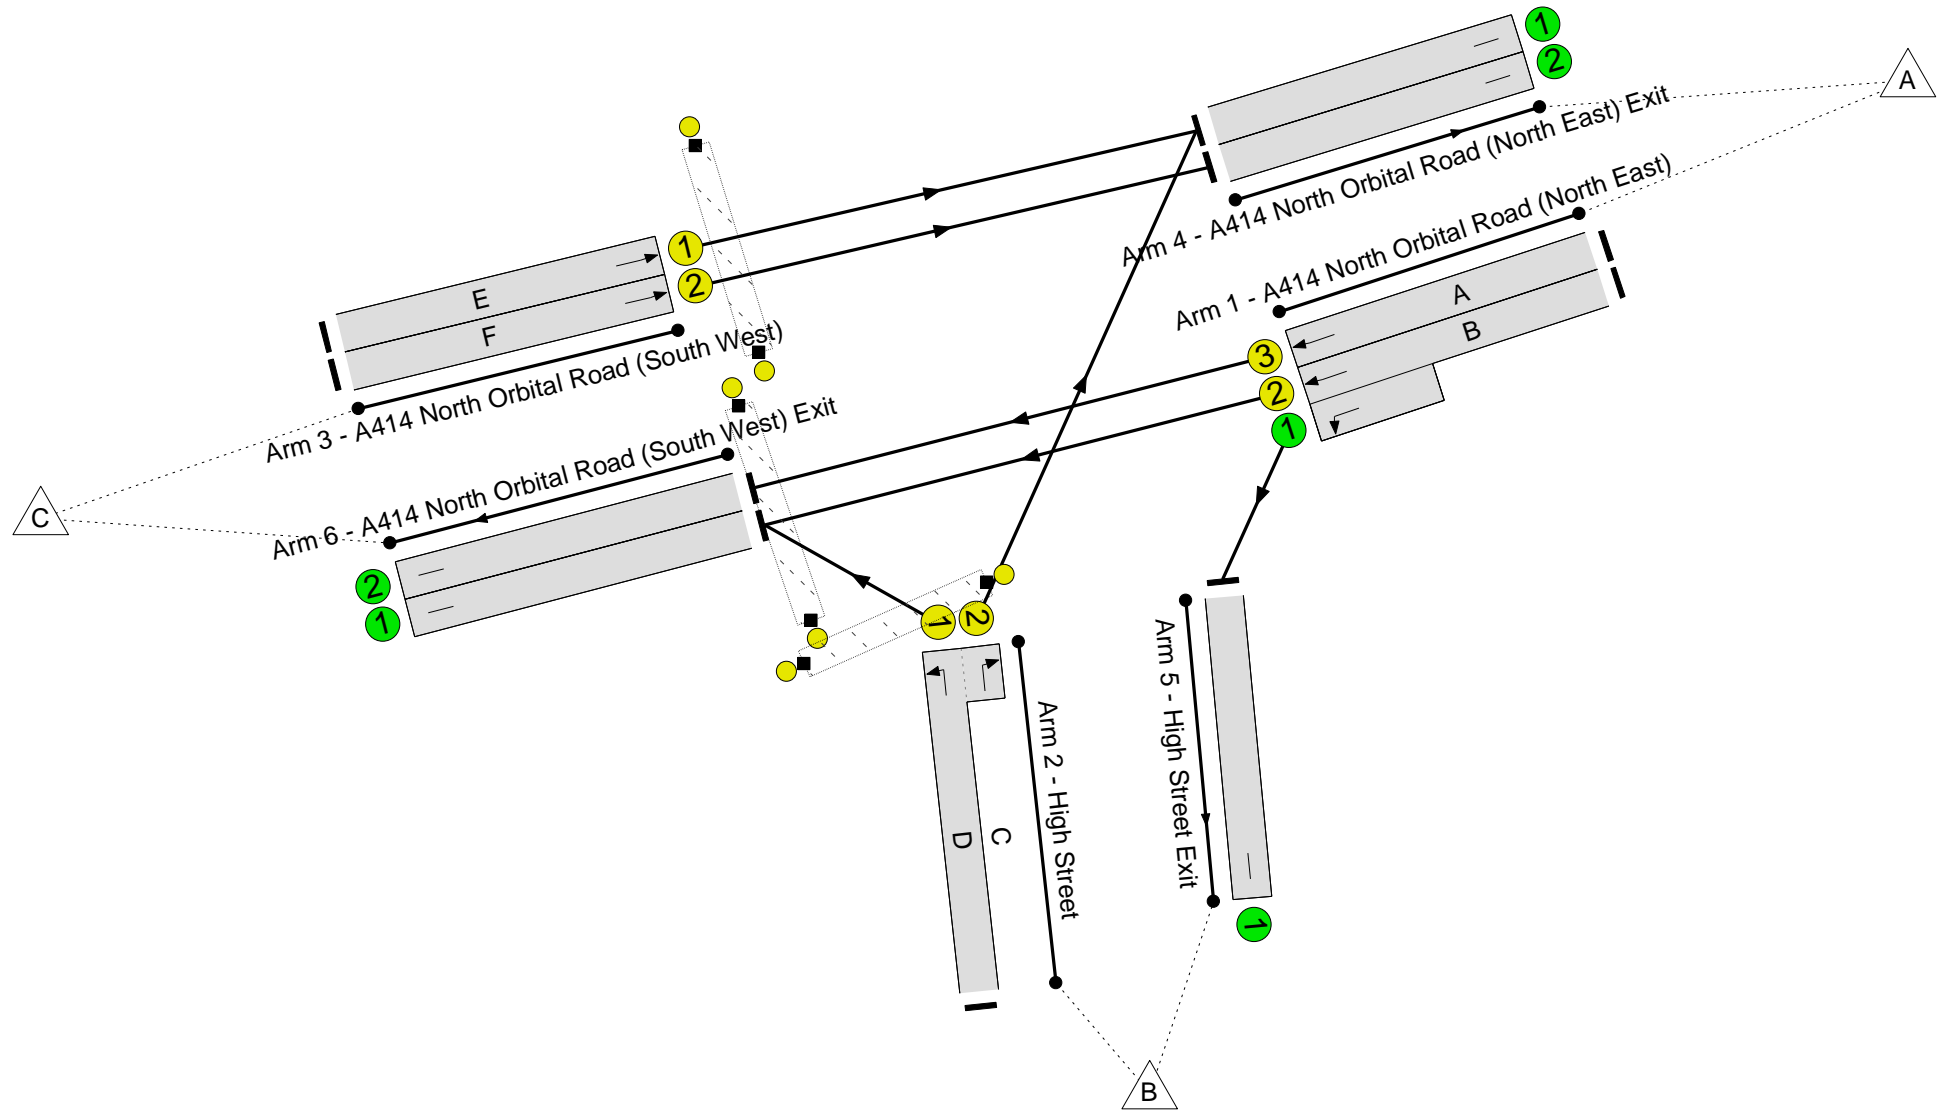 1
2
A
Arm 4 - A414 North Orbital Road (North East) Exit
Arm 1 - A414 North Orbital Road (North East)
A
B
3
2
1
1
2
E
F
Arm 3 - A414 North Orbital Road (South West)
C
Arm 6 - A414 North Orbital Road (South West) Exit
2
1
1
2
Arm 2 - High Street
C
D
Arm 5 - High Street Exit
1
B